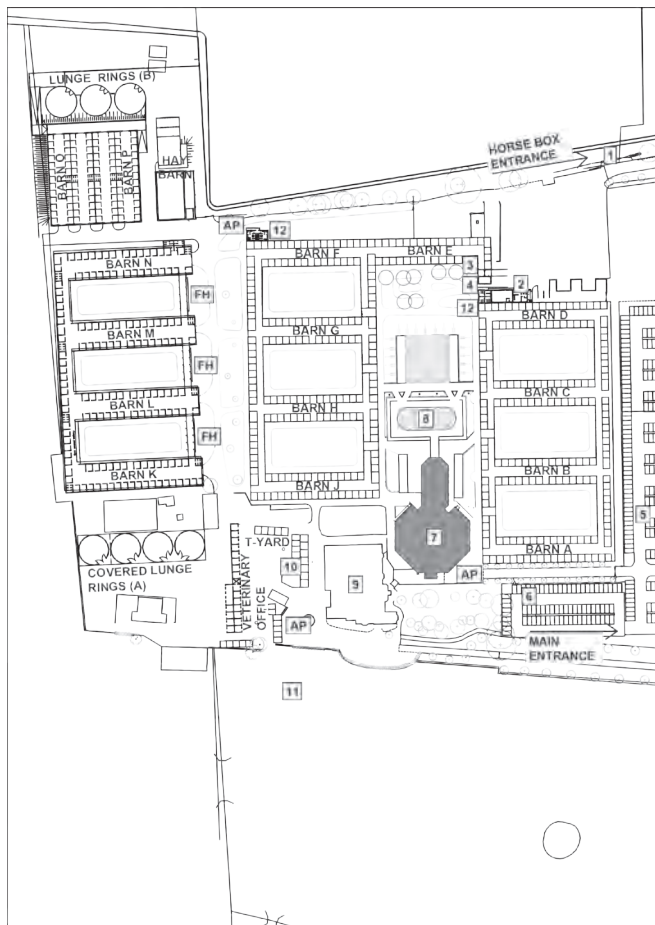 LUNGE RINGS (B)
BARN O
BARN P
HAY
BARN
HORSE BOX
ENTRANCE
1
AP
12
BARN N
BARN F
BARN E
3
FH
4
2
12
BARN M
BARN G
BARN D
FH
BARN L
BARN H
BARN C
8
FH
BARN K
BARN J
BARN B
5
T-YARD
7
BARN A
COVERED LUNGE
RINGS (A)
10
9
AP
VETERINARY
OFFICE
6
AP
MAIN
ENTRANCE
11